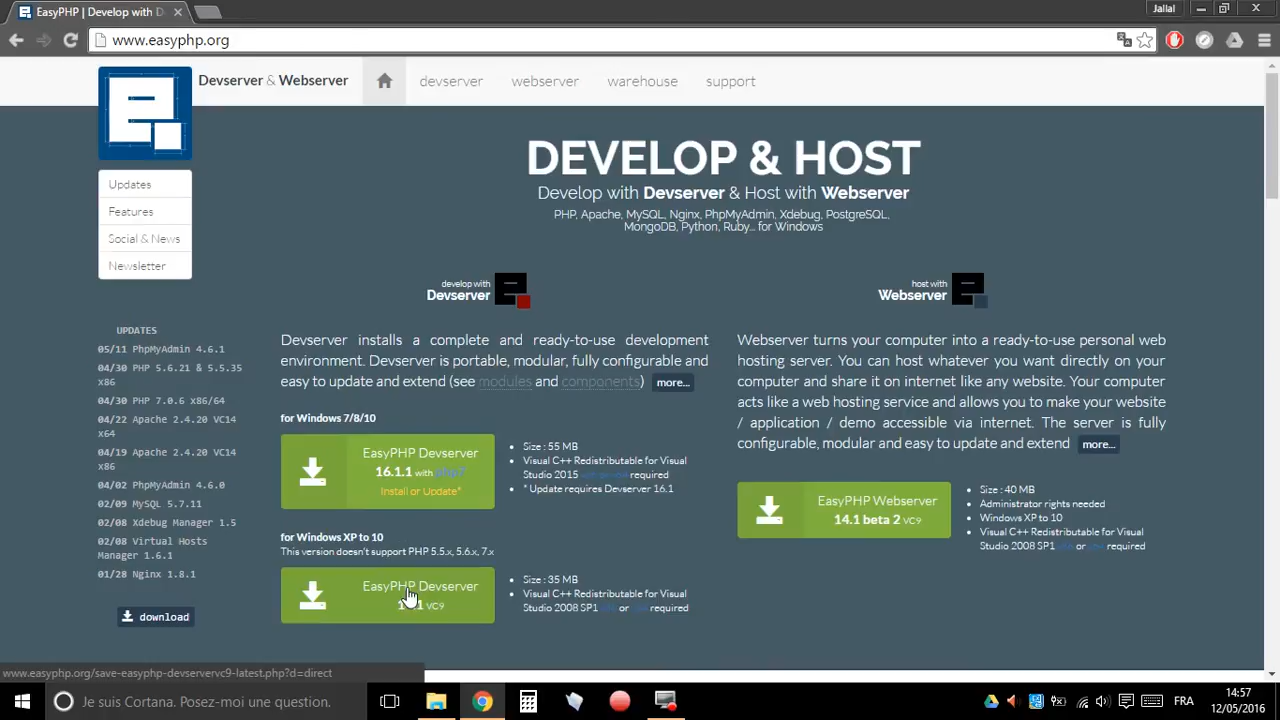 EasyPHP | Develop with D
Jallal
www.easyphp.org
Devserver & Webserver
devserver
webserver
warehouse
support
Updates
Features
Social & News
Newsletter
DEVELOP & HOST
Develop with Devserver & Host with Webserver
PHP, Apache, MySQL, Nginx, PhpMyAdmin, Xdebug, PostgreSQL,
MongoDB, Python, Ruby... for Windows
UPDATES
05/11 PhpMyAdmin 4.6.1
04/30 PHP 5.6.21 & 5.5.35
x86
04/30 PHP 7.0.6 x86/64
04/22 Apache 2.4.20 VC14
x64
04/19 Apache 2.4.20 VC14
x86
04/02 PhpMyAdmin 4.6.0
02/09 MySQL 5.7.11
02/08 Xdebug Manager 1.5
02/08 Virtual Hosts
Manager 1.6.1
01/28 Nginx 1.8.1
download
develop with
Devserver
Devserver installs a complete and ready-to-use development
environment. Devserver is portable, modular, fully configurable and
easy to update and extend (see modules and components) more...
for Windows 7/8/10
EasyPHP Devserver
16.1.1 with php7
Install or Update*
Size : 55 MB
Visual C++ Redistributable for Visual
Studio 2015 required
* Update requires Devserver 16.1
for Windows XP to 10
This version doesn't support PHP 5.5.x, 5.6.x, 7.x
EasyPHP Devserver
VC9
Size : 35 MB
Visual C++ Redistributable for Visual
Studio 2008 SP1 or required
host with
Webserver
Webserver turns your computer into a ready-to-use personal web
hosting server. You can host whatever you want directly on your
computer and share it on internet like any website. Your computer
acts like a web hosting service and allows you to make your website
/ application / demo accessible via internet. The server is fully
configurable, modular and easy to update and extend more...
EasyPHP Webserver
14.1 beta 2 VC9
Size : 40 MB
Administrator rights needed
Windows XP to 10
Visual C++ Redistributable for Visual
Studio 2008 SP1 or required
www.easyphp.org/save-easyphp-devservervc9-latest.php?d=direct
Je suis Cortana. Posez-moi une question.
FRA
14:57
12/05/2016